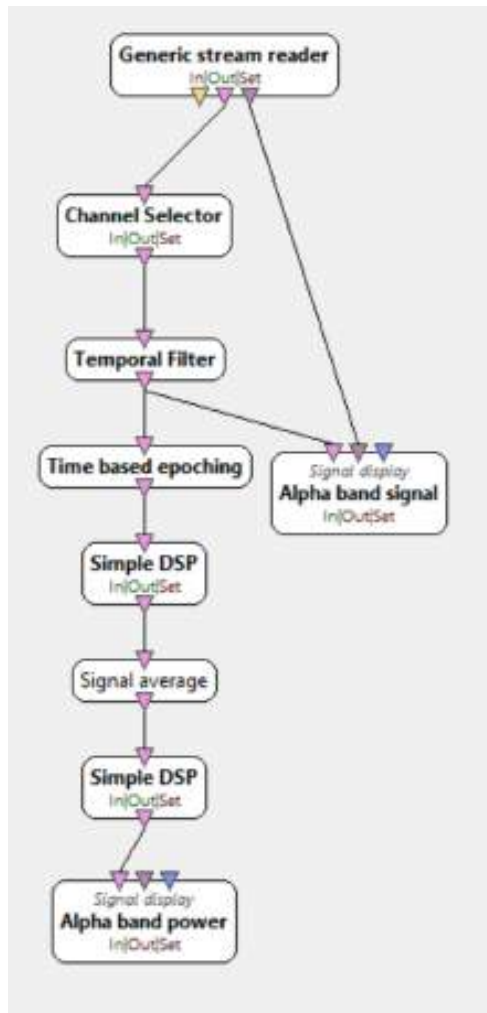 Generic stream reader
In|Out|Set
Channel Selector
In|Out|Set
Temporal Filter
Time based epoching
Signal display
Alpha band signal
In|Out|Set
Simple DSP
In|Out|Set
Signal average
Simple DSP
In|Out|Set
Signal display
Alpha band power
In|Out|Set